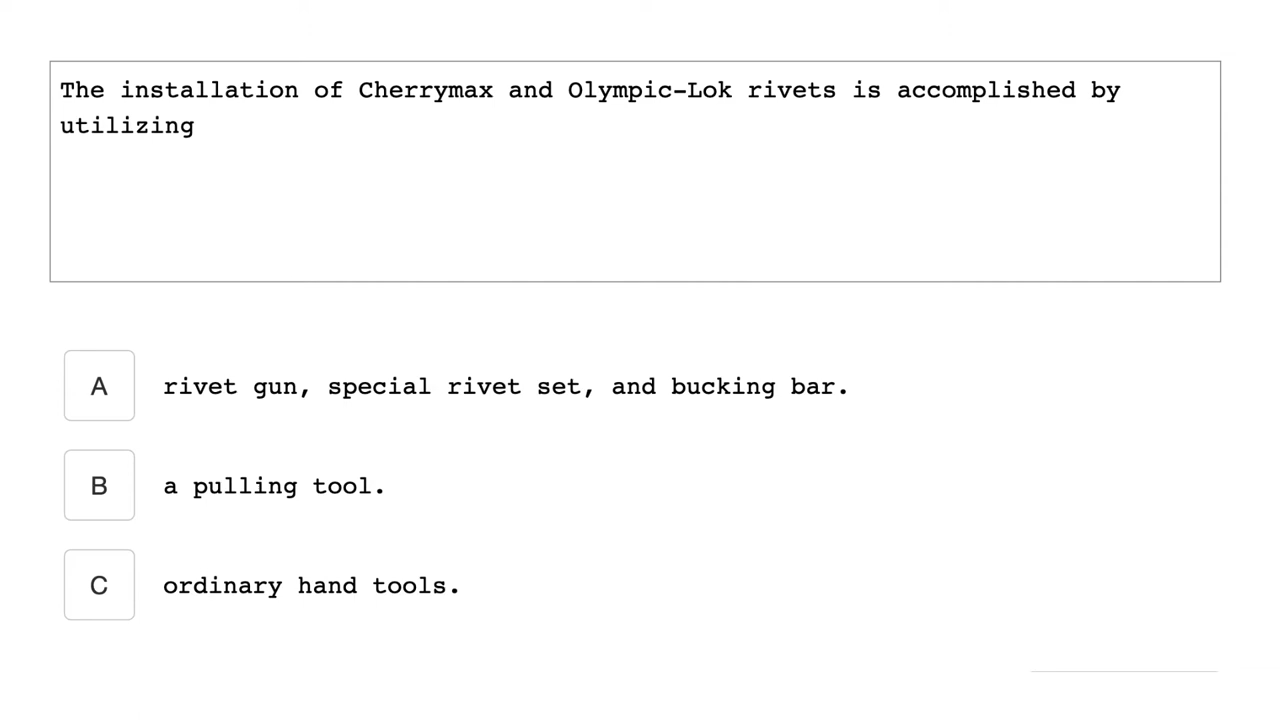 The installation of Cherrymax and Olympic-Lok rivets is accomplished by
utilizing
A rivet gun, special rivet set, and bucking bar.
B a pulling tool.
C ordinary hand tools.